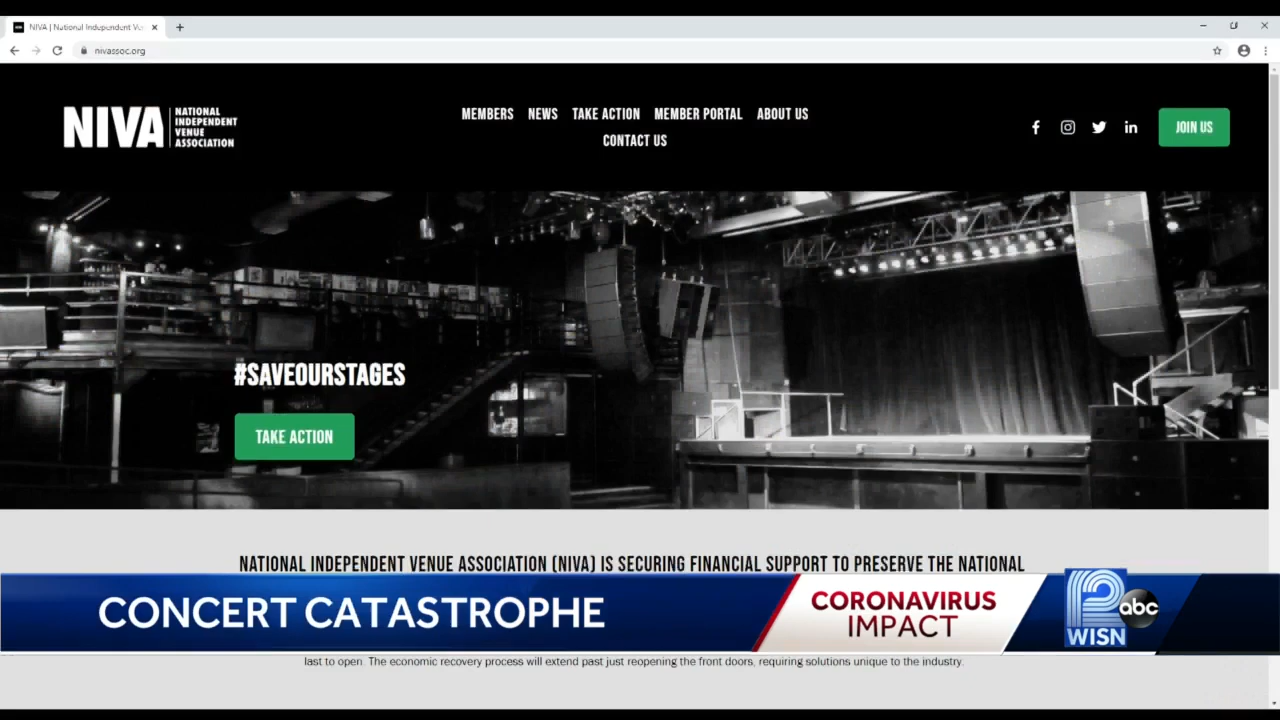 NIVA | National Independent Ve
nivassoc.org
NIVA
NATIONAL
INDEPENDENT
VENUE
ASSOCIATION
MEMBERS NEWS TAKE ACTION MEMBER PORTAL ABOUT US
CONTACT US
JOIN US
#SAVEOURSTAGES
TAKE ACTION
NATIONAL INDEPENDENT VENUE ASSOCIATION (NIVA) IS SECURING FINANCIAL SUPPORT TO PRESERVE THE NATIONAL
CONCERT CATASTROPHE
CORONAVIRUS
IMPACT
12
abc
WISN
last to open. The economic recovery process will extend past just reopening the front doors, requiring solutions unique to the industry.